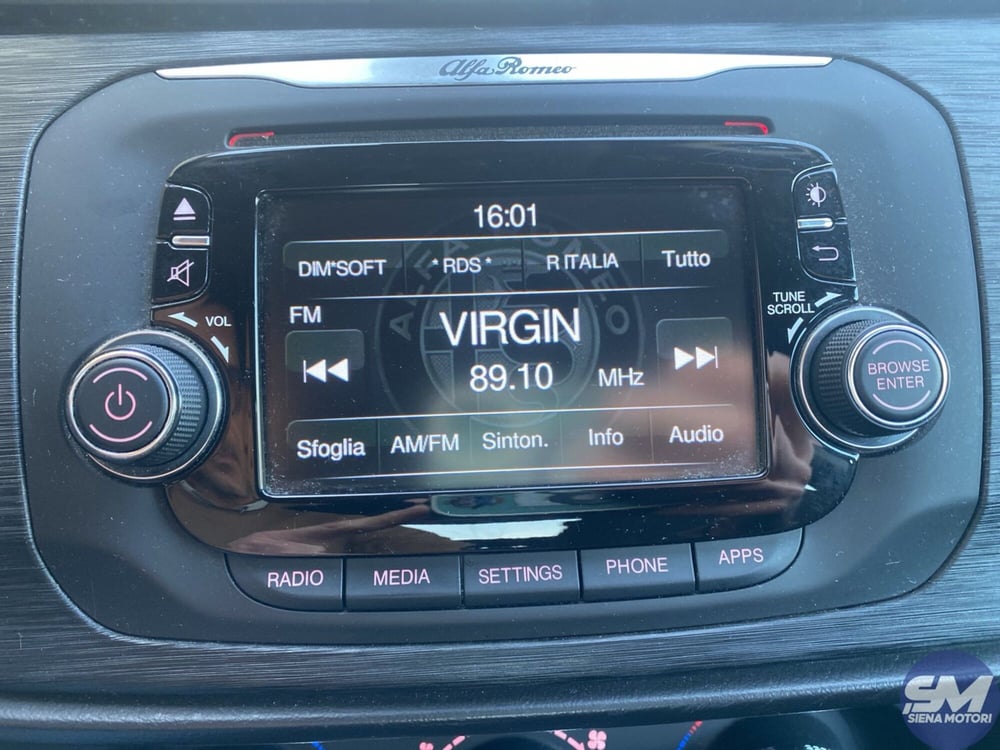 Alfa Romeo
16:01
DIM*SOFT * RDS * R ITALIA Tutto
FM
VIRGIN
89.10 MHz
Sfoglia AM/FM Sinton. Info Audio
VOL
TUNE
SCROLL
BROWSE
ENTER
RADIO MEDIA SETTINGS PHONE APPS
SM
SIENA MOTORI